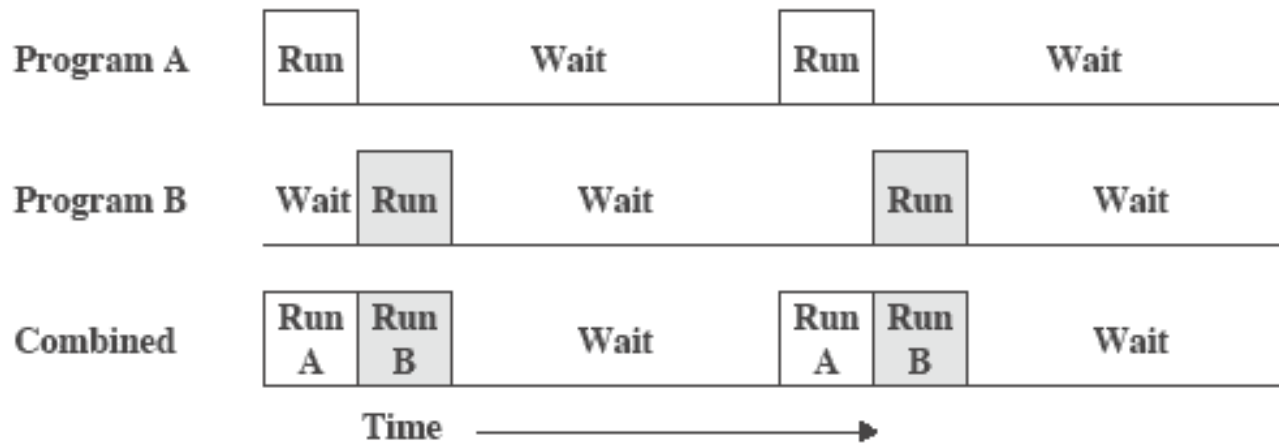 Program A Run Wait Run Wait
Program B Wait Run Wait Run Wait
Combined Run A Run B Wait Run A Run B Wait
Time